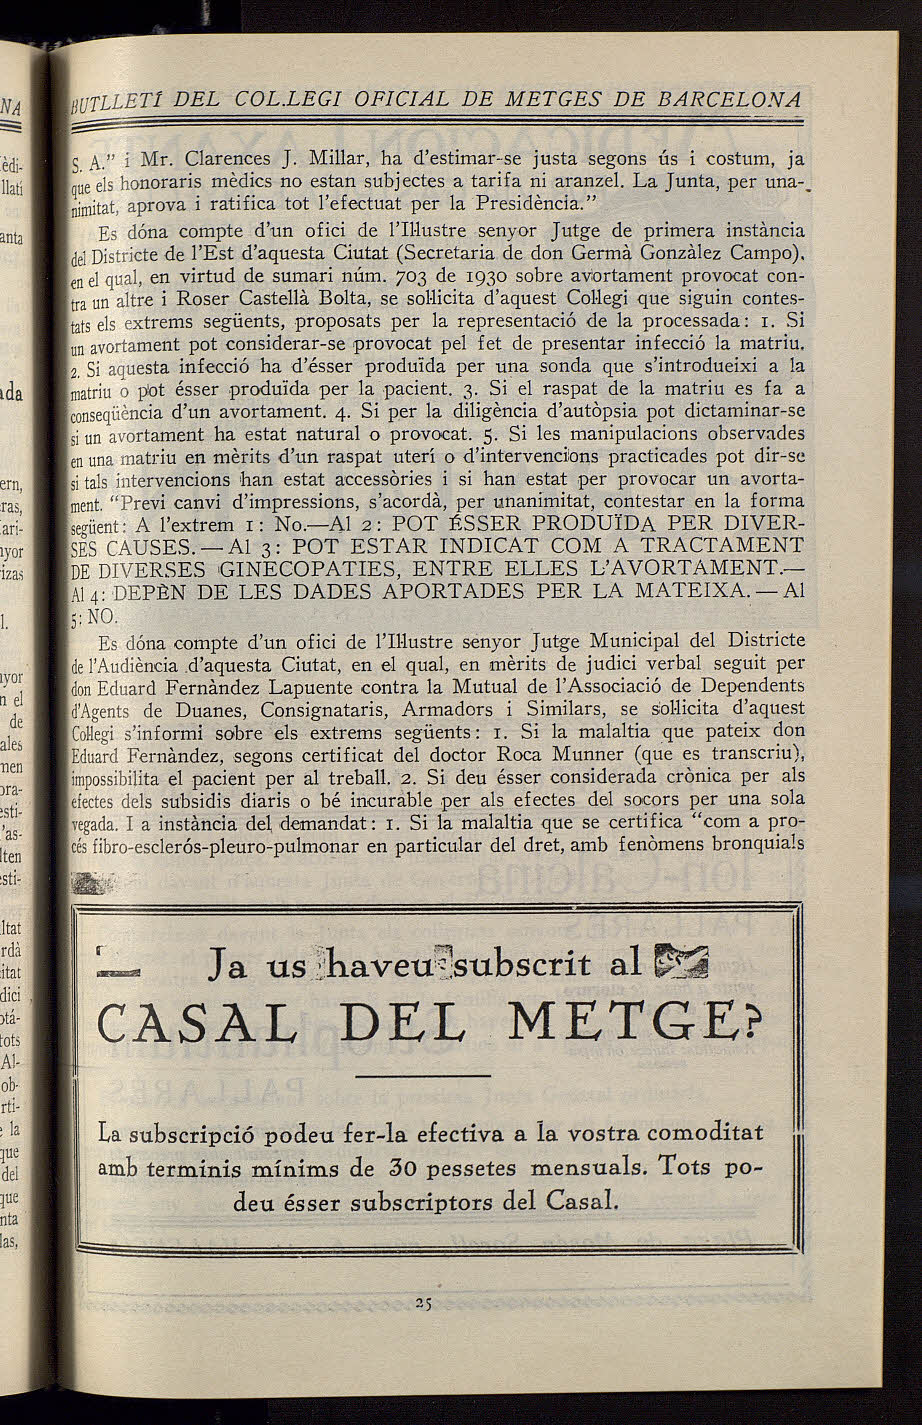 BUTLLETÍ DEL COL.LEGI OFICIAL DE METGES DE BARCELONA
S. A.” i Mr. Clarences J. Millar, ha d’estimar-se justa segons ús i costum, ja
que els honoraris mèdics no estan subjectes a tarifa ni aranzel. La Junta, per una-
nimitat, aprova i ratifica tot l’efectuat per la Presidència.”
Es dóna compte d’un ofici de l’Il·lustre senyor Jutge de primera instància
del Districte de l’Est d’aquesta Ciutat (Secretaria de don Germà Gonzàlez Campo),
en el qual, en virtud de sumari núm. 703 de 1930 sobre avortament provocat con-
tra un altre i Roser Castellà Bolta, se sol·licita d’aquest Col·legi que siguin contes-
tats els extrems següents, proposats per la representació de la processada: 1. Si
un avortament pot considerar-se provocat pel fet de presentar infecció la matriu.
2. Si aquesta infecció ha d’ésser produïda per una sonda que s’introdueixi a la
matriu o pot ésser produïda per la pacient. 3. Si el raspat de la matriu es fa a
conseqüència d’un avortament. 4. Si per la diligència d’autòpsia pot dictaminar-se
si un avortament ha estat natural o provocat. 5. Si les manipulacions observades
en una matriu en mèrits d’un raspat uterí o d’intervencions practicades pot dir-se
si tals intervencions han estat accessòries i si han estat per provocar un avorta-
ment. “Previ canvi d’impressions, s’acordà, per unanimitat, contestar en la forma
següent: A l’extrem 1: No.—Al 2: POT ÉSSER PRODUÏDA PER DIVER-
SES CAUSES. — Al 3: POT ESTAR INDICAT COM A TRACTAMENT
DE DIVERSES GINECOPATIES, ENTRE ELLES L’AVORTAMENT.—
Al 4: DEPÈN DE LES DADES APORTADES PER LA MATEIXA. — Al
5: NO.
Es dóna compte d’un ofici de l’Il·lustre senyor Jutge Municipal del Districte
de l’Audiència d’aquesta Ciutat, en el qual, en mèrits de judici verbal seguit per
don Eduard Fernàndez Lapuente contra la Mutual de l’Associació de Dependents
d’Agents de Duanes, Consignataris, Armadors i Similars, se sol·licita d’aquest
Col·legi s’informi sobre els extrems següents: 1. Si la malaltia que pateix don
Eduard Fernàndez, segons certificat del doctor Roca Munner (que es transcriu),
impossibilita el pacient per al treball. 2. Si deu ésser considerada crònica per als
efectes dels subsidis diaris o bé incurable per als efectes del socors per una sola
vegada. I a instància del demandat: 1. Si la malaltia que se certifica “com a pro-
cés fibro-esclerós-pleuro-pulmonar en particular del dret, amb fenòmens bronquials
Ja us haveu subscrit al
CASAL DEL METGE?
La subscripció podeu fer-la efectiva a la vostra comoditat
amb terminis mínims de 30 pessetes mensuals. Tots po-
deu ésser subscriptors del Casal.
25